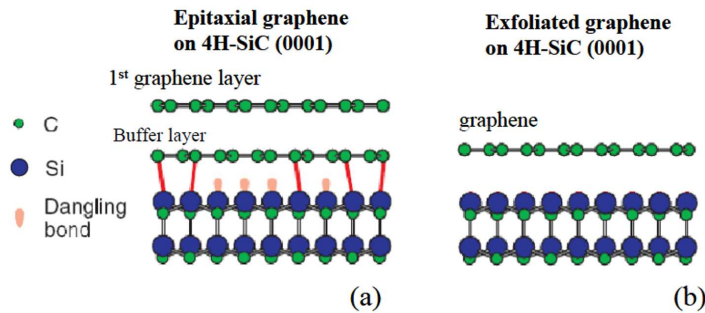 Epitaxial graphene
on 4H-SiC (0001)
1st graphene layer
Buffer layer
C
Si
Dangling
bond
(a)
Exfoliated graphene
on 4H-SiC (0001)
graphene
(b)